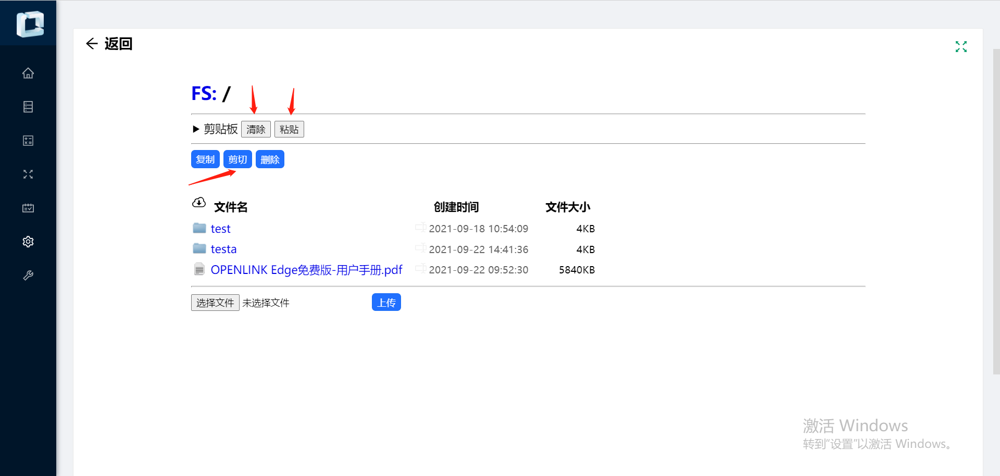 返回
FS: /
剪贴板 清除 粘贴
复制 剪切 删除
文件名 创建时间 文件大小
test 2021-09-18 10:54:09 4KB
testa 2021-09-22 14:41:36 4KB
OPENLINK Edge免费版-用户手册.pdf 2021-09-22 09:52:30 5840KB
选择文件 未选择文件 上传
激活 Windows
转到“设置”以激活 Windows。